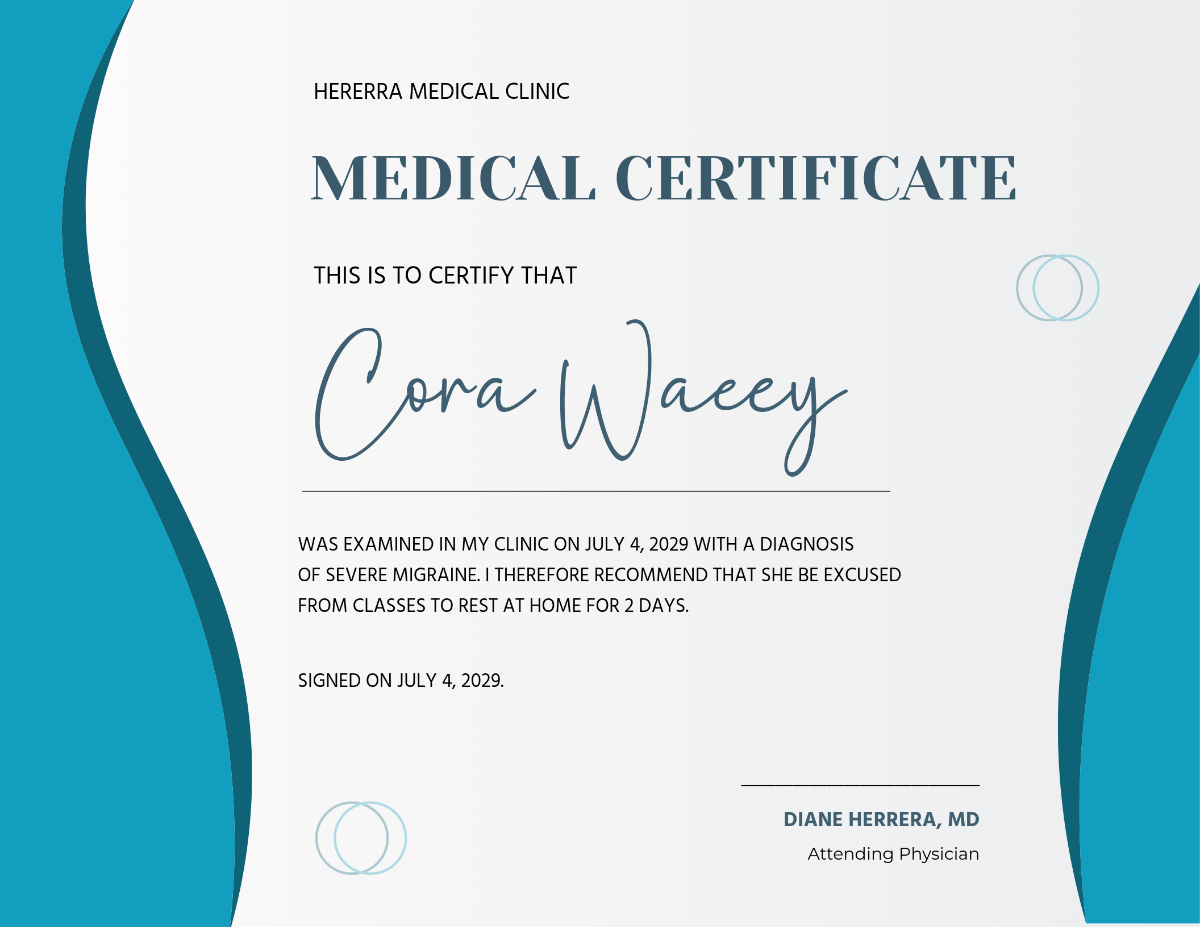 HERERRA MEDICAL CLINIC
MEDICAL CERTIFICATE
THIS IS TO CERTIFY THAT
Cora Waeey
WAS EXAMINED IN MY CLINIC ON JULY 4, 2029 WITH A DIAGNOSIS
OF SEVERE MIGRAINE. I THEREFORE RECOMMEND THAT SHE BE EXCUSED
FROM CLASSES TO REST AT HOME FOR 2 DAYS.
SIGNED ON JULY 4, 2029.
DIANE HERRERA, MD
Attending Physician